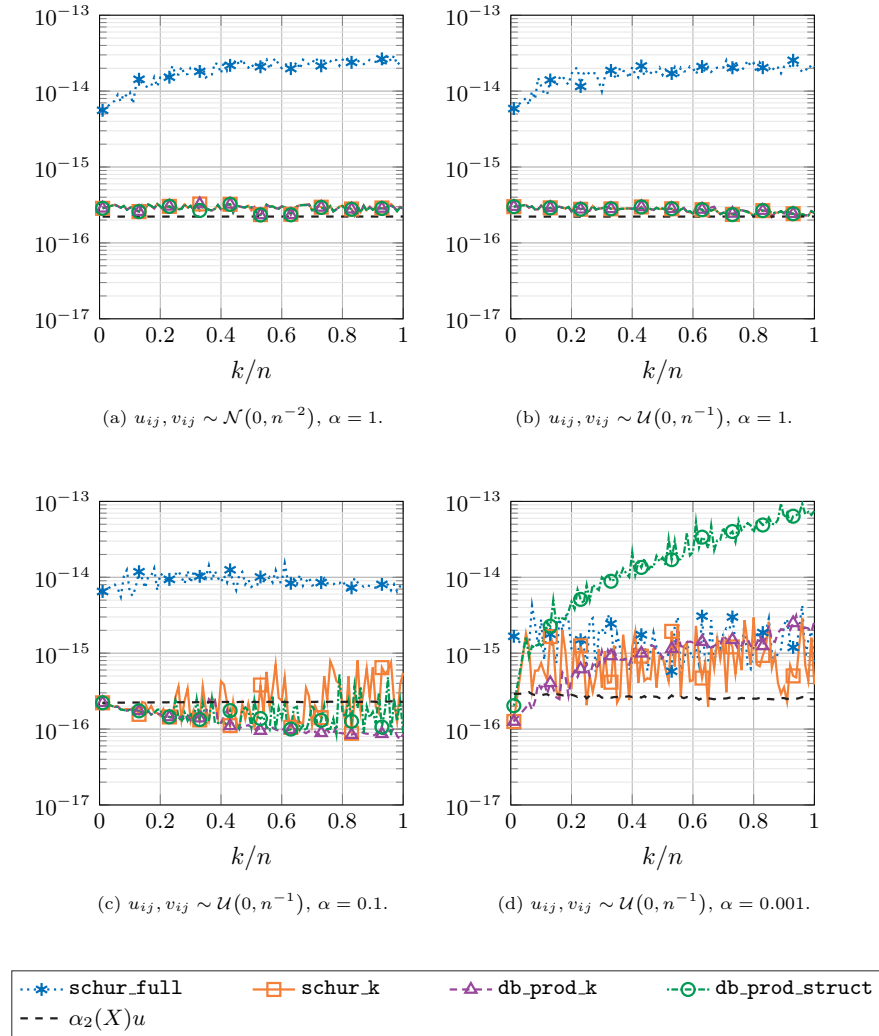 10⁻¹³
10⁻¹⁴
10⁻¹⁵
10⁻¹⁶
10⁻¹⁷
0 0.2 0.4 0.6 0.8 1
k/n
(a) u_{ij}, v_{ij} ∼ 𝒩(0, n⁻²), α = 1.
10⁻¹³
10⁻¹⁴
10⁻¹⁵
10⁻¹⁶
10⁻¹⁷
0 0.2 0.4 0.6 0.8 1
k/n
(b) u_{ij}, v_{ij} ∼ 𝒰(0, n⁻¹), α = 1.
10⁻¹³
10⁻¹⁴
10⁻¹⁵
10⁻¹⁶
10⁻¹⁷
0 0.2 0.4 0.6 0.8 1
k/n
(c) u_{ij}, v_{ij} ∼ 𝒰(0, n⁻¹), α = 0.1.
10⁻¹³
10⁻¹⁴
10⁻¹⁵
10⁻¹⁶
10⁻¹⁷
0 0.2 0.4 0.6 0.8 1
k/n
(d) u_{ij}, v_{ij} ∼ 𝒰(0, n⁻¹), α = 0.001.
schur_full schur_k db_prod_k db_prod_struct
α₂(X)u